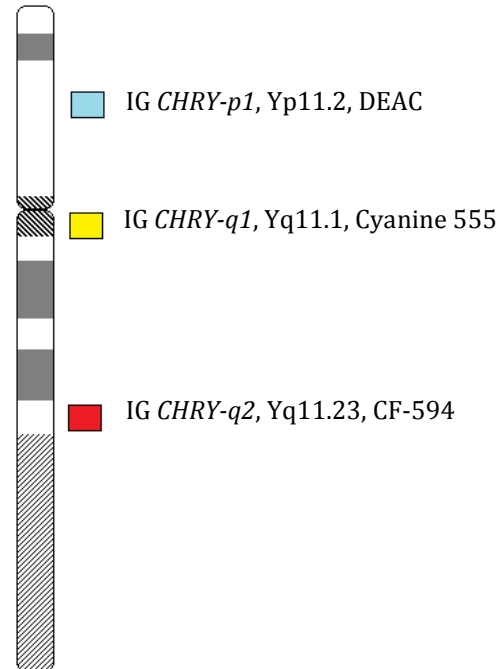 IG CHRY-p1, Yp11.2, DEAC
IG CHRY-q1, Yq11.1, Cyanine 555
IG CHRY-q2, Yq11.23, CF-594